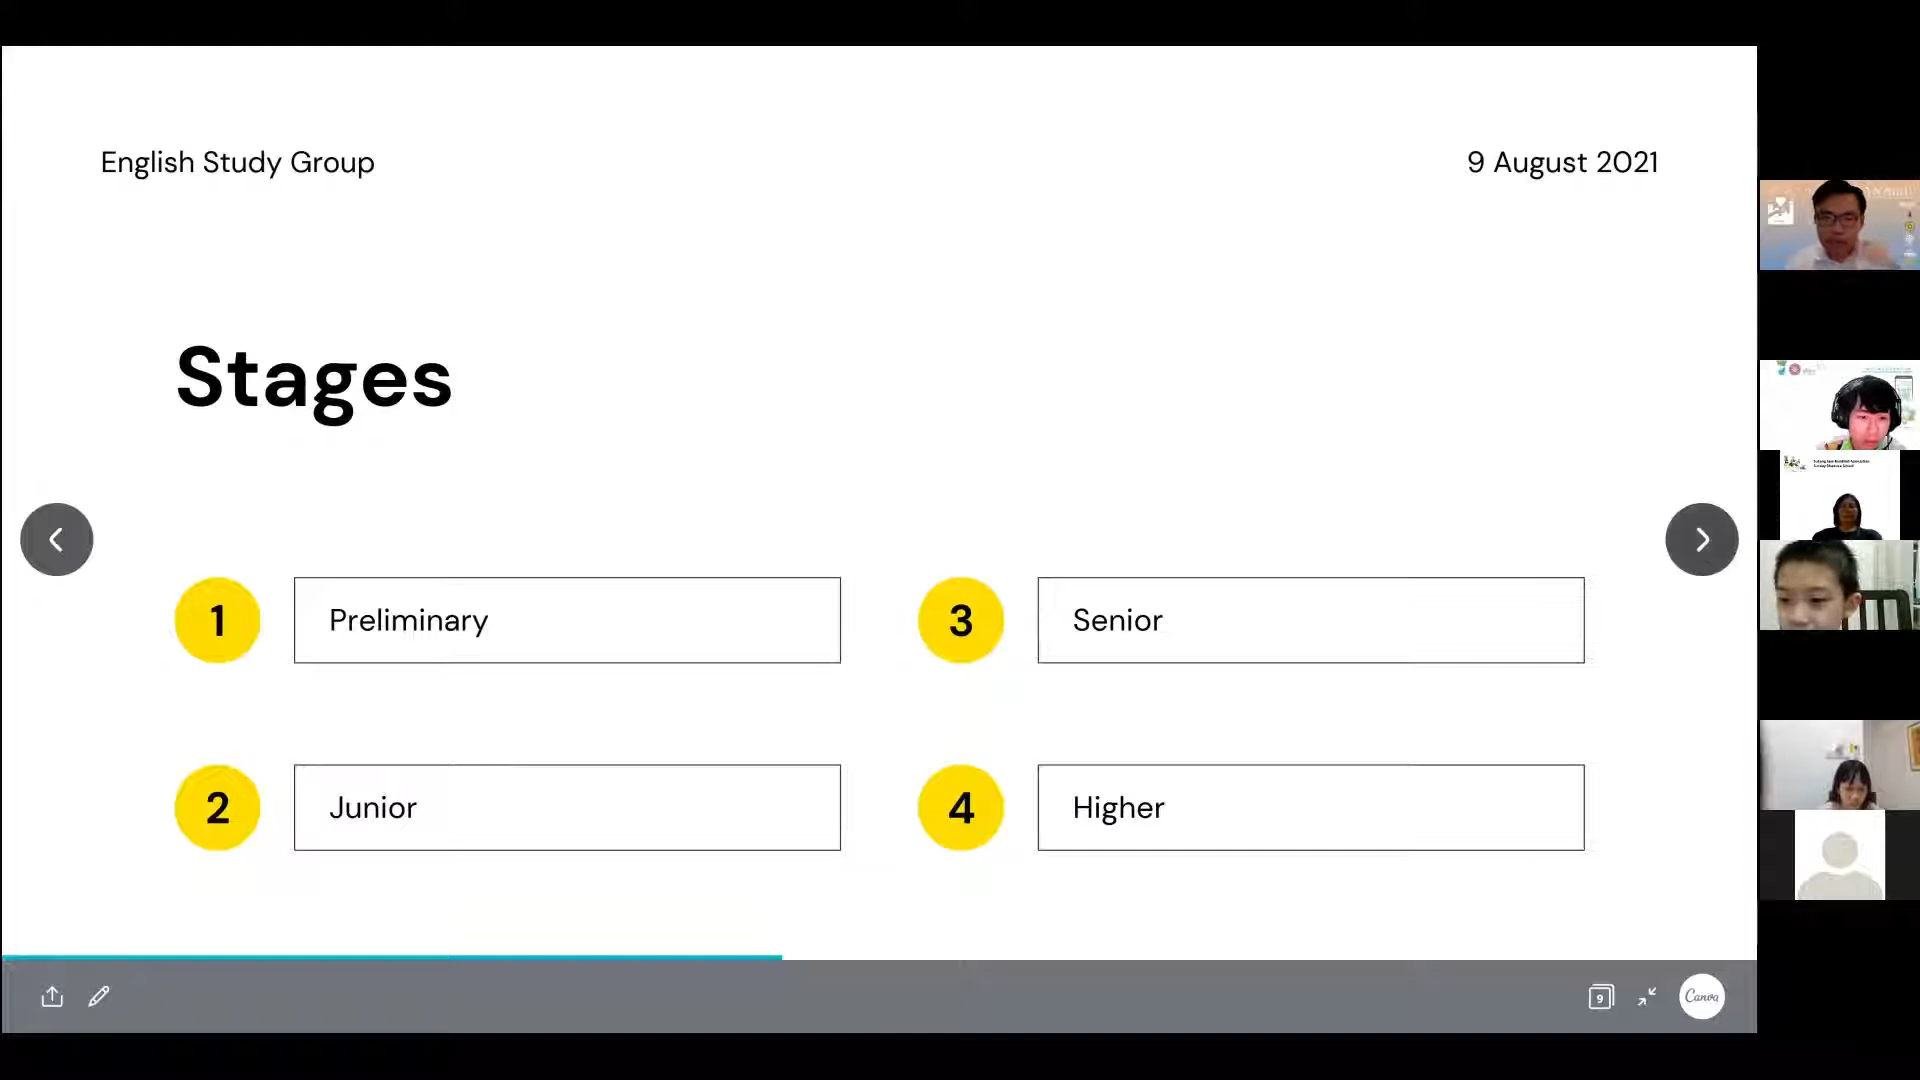 English Study Group
9 August 2021
Stages
1
Preliminary
3
Senior
2
Junior
4
Higher
9
Canva